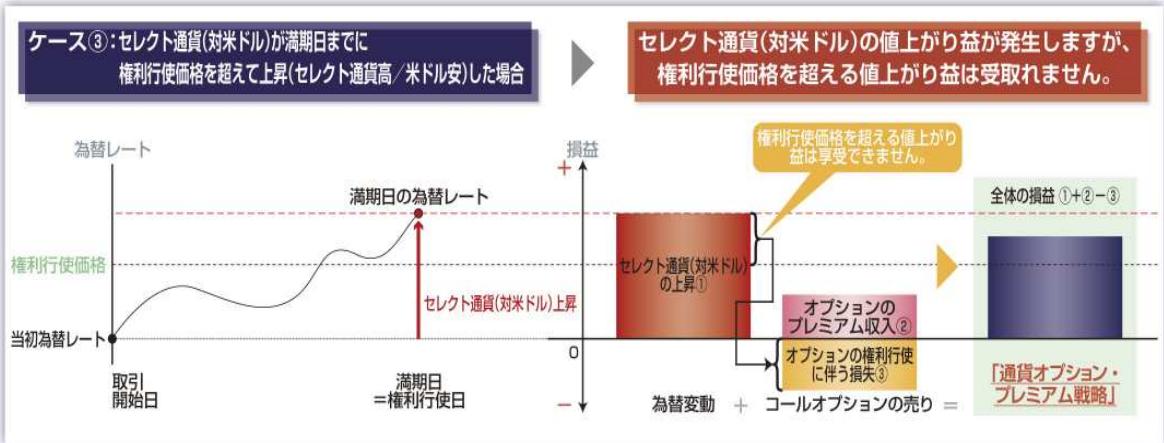 ケース③:セレクト通貨(対米ドル)が満期日までに
権利行使価格を超えて上昇(セレクト通貨高／米ドル安)した場合
セレクト通貨(対米ドル)の値上がり益が発生しますが、
権利行使価格を超える値上がり益は受取れません。
為替レート
満期日の為替レート
権利行使価格
セレクト通貨(対米ドル)上昇
当初為替レート
取引
開始日
満期日
＝権利行使日
損益
+
0
−
権利行使価格を超える値上がり
益は享受できません。
セレクト通貨(対米ドル)
の上昇①
オプションの
プレミアム収入②
オプションの権利行使
に伴う損失③
為替変動 + コールオプションの売り =
全体の損益 ①+②−③
「通貨オプション・
プレミアム戦略」